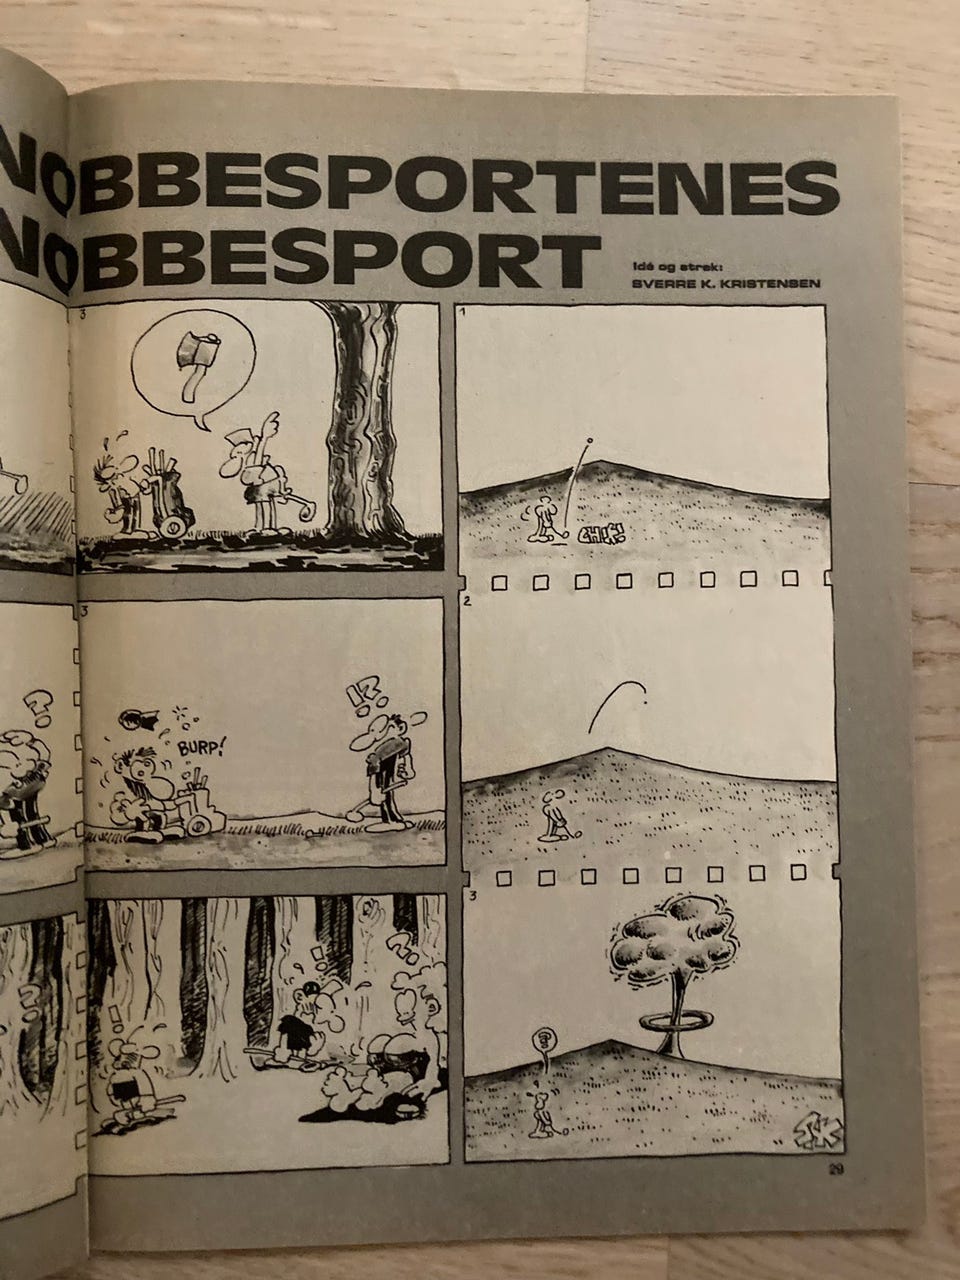 NOBBESPORTENES
NOBBESPORT
Idé og strek:
SVERRE K. KRISTENSEN
3
1
CHIP!
2
?
3
BURP!
!?
3
!
?
!
?
?
29